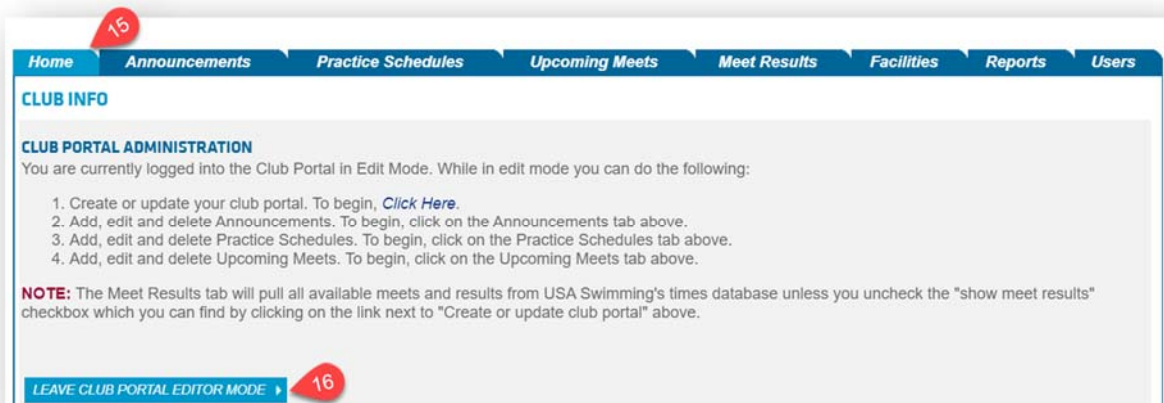 15
Home Announcements Practice Schedules Upcoming Meets Meet Results Facilities Reports Users
CLUB INFO
CLUB PORTAL ADMINISTRATION
You are currently logged into the Club Portal in Edit Mode. While in edit mode you can do the following:
1. Create or update your club portal. To begin, Click Here.
2. Add, edit and delete Announcements. To begin, click on the Announcements tab above.
3. Add, edit and delete Practice Schedules. To begin, click on the Practice Schedules tab above.
4. Add, edit and delete Upcoming Meets. To begin, click on the Upcoming Meets tab above.
NOTE: The Meet Results tab will pull all available meets and results from USA Swimming's times database unless you uncheck the "show meet results"
checkbox which you can find by clicking on the link next to "Create or update club portal" above.
LEAVE CLUB PORTAL EDITOR MODE
16